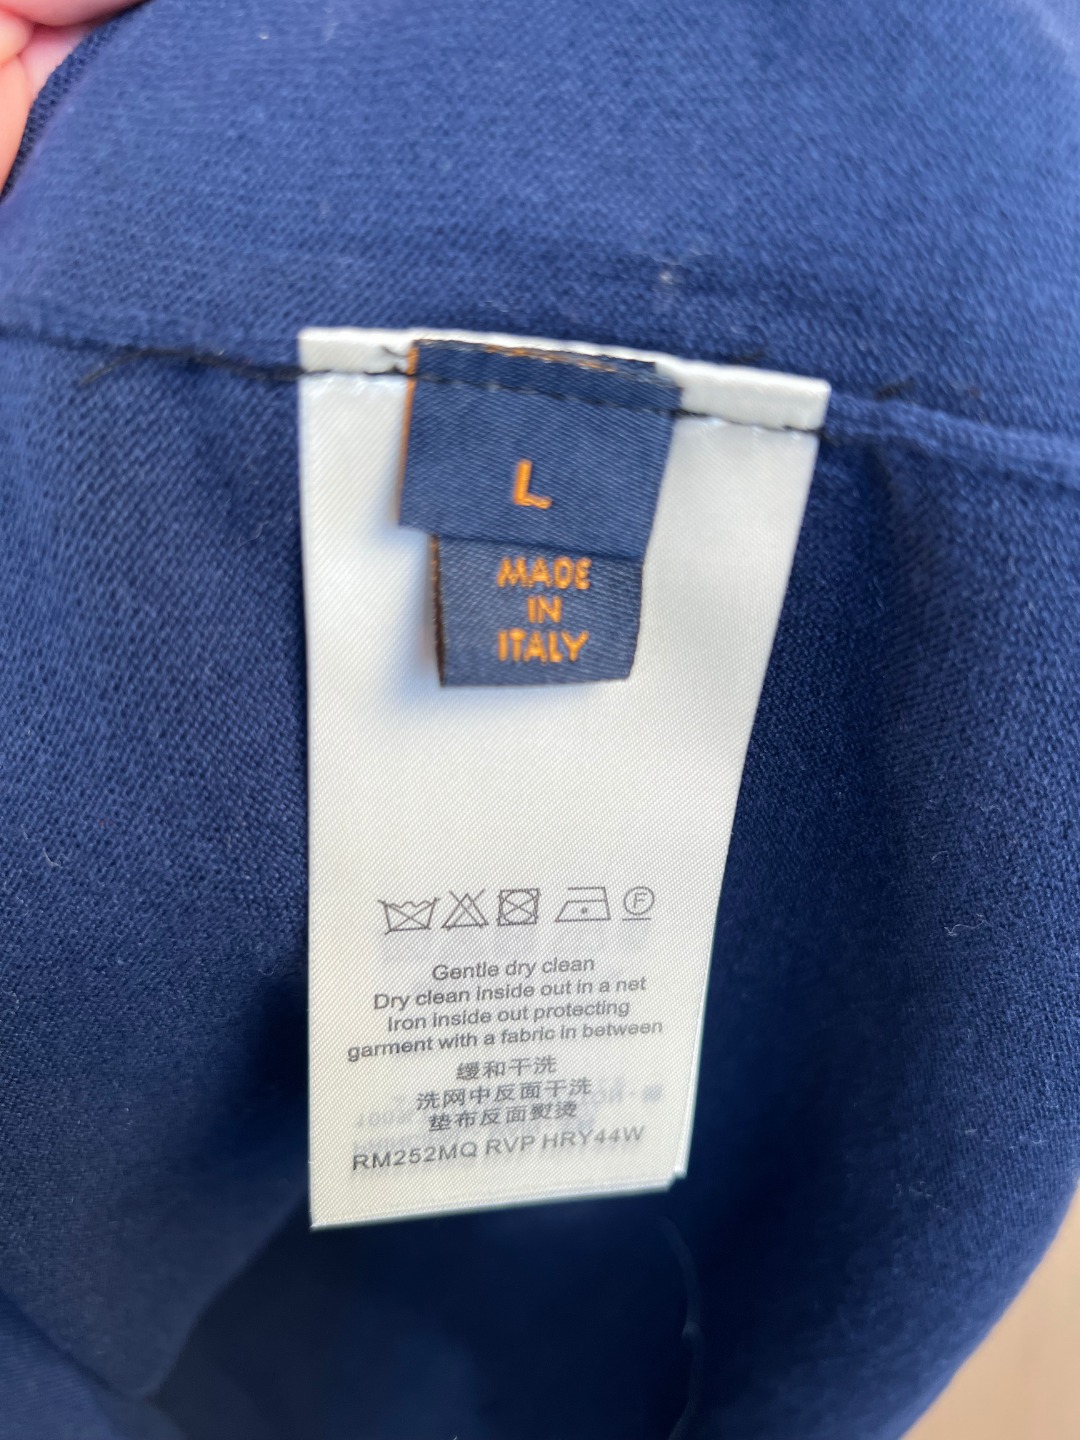 L
MADE
IN
ITALY
F
Gentle dry clean
Dry clean inside out in a net
Iron inside out protecting
garment with a fabric in between
缓和干洗
洗网中反面干洗
垫布反面熨烫
RM252MQ RVP HRY44W